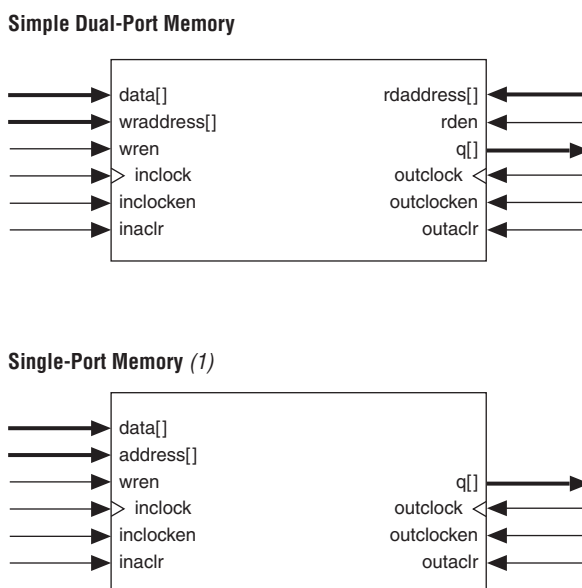 Simple Dual-Port Memory
data[] rdaddress[]
wraddress[] rden
wren q[]
inclock outclock
inclocken outclocken
inaclr outaclr
Single-Port Memory (1)
data[]
address[]
wren q[]
inclock outclock
inclocken outclocken
inaclr outaclr